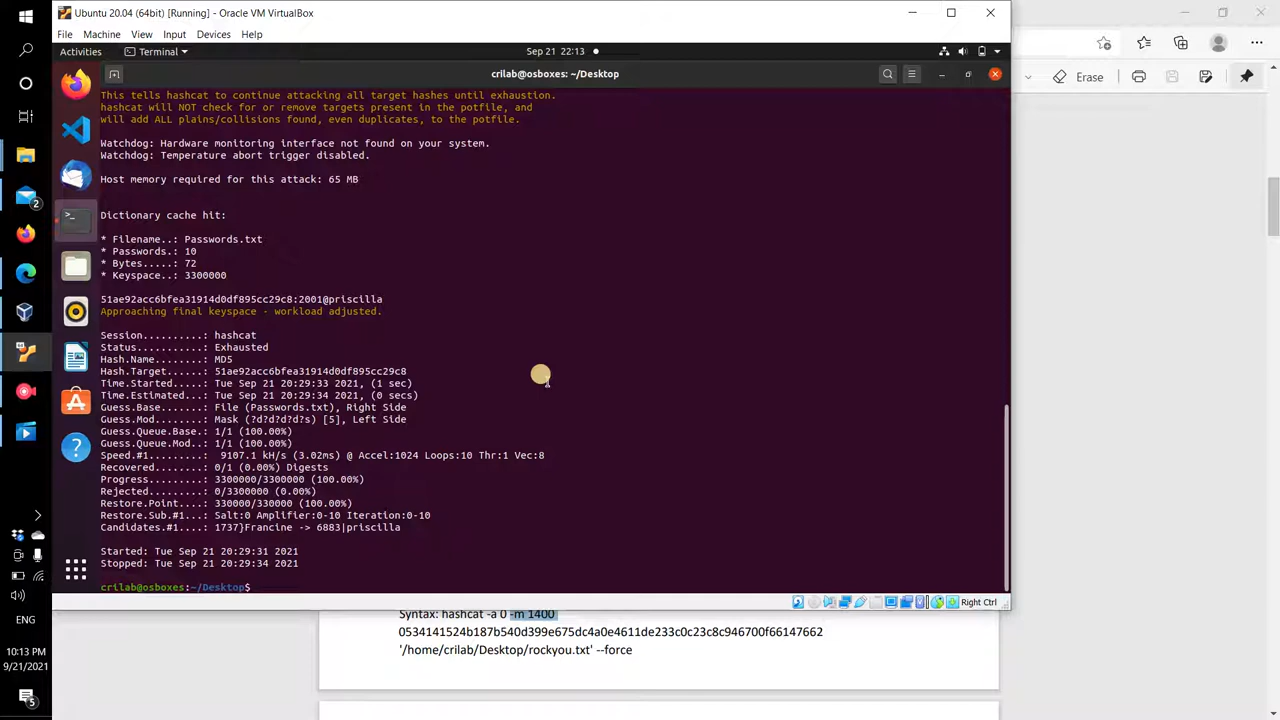 Ubuntu 20.04 (64bit) [Running] - Oracle VM VirtualBox
File Machine View Input Devices Help
Activities Terminal Sep 21 22:13
crilab@osboxes: ~/Desktop
Erase
This tells hashcat to continue attacking all target hashes until exhaustion.
hashcat will NOT check for or remove targets present in the potfile, and
will add ALL plains/collisions found, even duplicates, to the potfile.
Watchdog: Hardware monitoring interface not found on your system.
Watchdog: Temperature abort trigger disabled.
Host memory required for this attack: 65 MB
Dictionary cache hit:
* Filename..: Passwords.txt
* Passwords.: 10
* Bytes.....: 72
* Keyspace..: 3300000
51ae92acc6bfea31914d0df895cc29c8:2001@priscilla
Approaching final keyspace - workload adjusted.
Session..........: hashcat
Status...........: Exhausted
Hash.Name........: MD5
Hash.Target......: 51ae92acc6bfea31914d0df895cc29c8
Time.Started.....: Tue Sep 21 20:29:33 2021, (1 sec)
Time.Estimated...: Tue Sep 21 20:29:34 2021, (0 secs)
Guess.Base.......: File (Passwords.txt), Right Side
Guess.Mod........: Mask (?d?d?d?d?s) [5], Left Side
Guess.Queue.Base.: 1/1 (100.00%)
Guess.Queue.Mod..: 1/1 (100.00%)
Speed.#1.........: 9107.1 kH/s (3.02ms) @ Accel:1024 Loops:10 Thr:1 Vec:8
Recovered........: 0/1 (0.00%) Digests
Progress.........: 3300000/3300000 (100.00%)
Rejected.........: 0/3300000 (0.00%)
Restore.Point....: 330000/330000 (100.00%)
Restore.Sub.#1...: Salt:0 Amplifier:0-10 Iteration:0-10
Candidates.#1....: 1737}Francine -> 6883|priscilla
Started: Tue Sep 21 20:29:31 2021
Stopped: Tue Sep 21 20:29:34 2021
crilab@osboxes:~/Desktop$
Right Ctrl
Syntax: hashcat -a 0 -m 1400
0534141524b187b540d399e675dc4a0e4611de233c0c23c8c946700f66147662
'/home/crilab/Desktop/rockyou.txt' --force
2
ENG
10:13 PM
9/21/2021
5